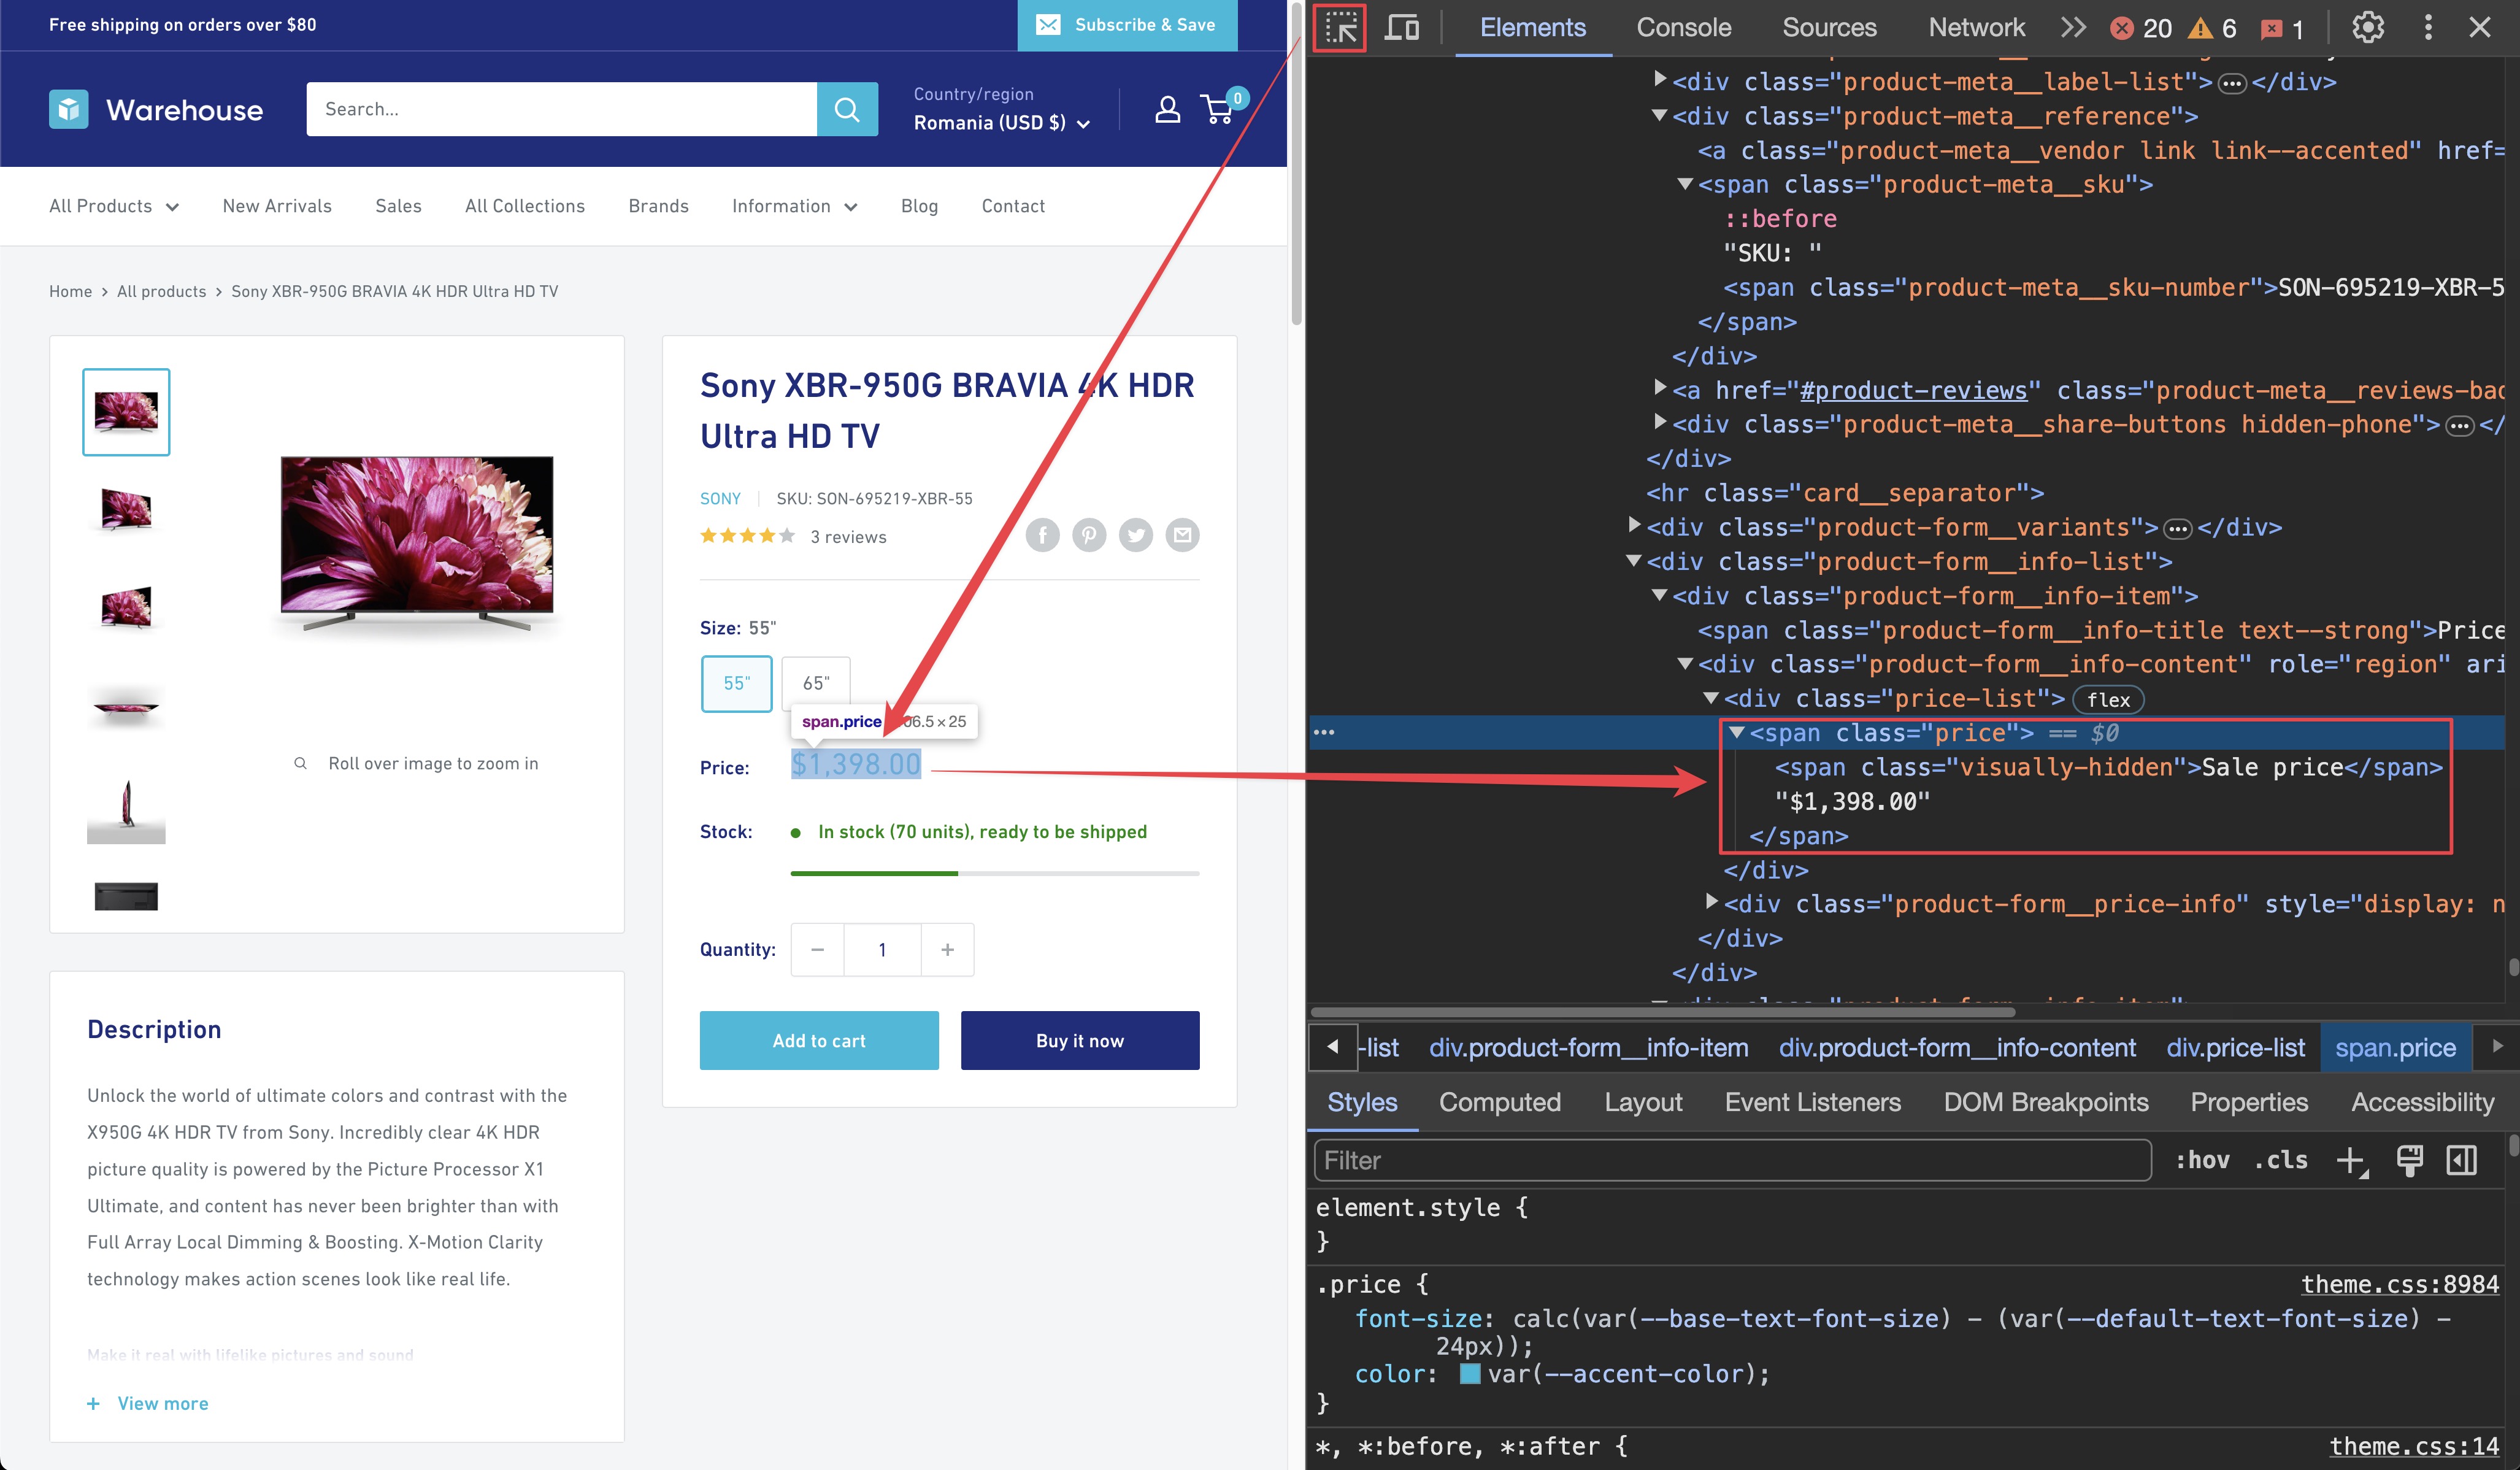 Free shipping on orders over $80
Subscribe & Save
Warehouse
Search...
Country/region
Romania (USD $)
0
All Products
New Arrivals
Sales
All Collections
Brands
Information
Blog
Contact
Home > All products > Sony XBR-950G BRAVIA 4K HDR Ultra HD TV
Roll over image to zoom in
Sony XBR-950G BRAVIA 4K HDR
Ultra HD TV
SONY
SKU: SON-695219-XBR-55
3 reviews
Size: 55"
55"
65"
span.price 06.5 × 25
Price: $1,398.00
Stock: In stock (70 units), ready to be shipped
Quantity: − 1 +
Add to cart
Buy it now
Description
Unlock the world of ultimate colors and contrast with the
X950G 4K HDR TV from Sony. Incredibly clear 4K HDR
picture quality is powered by the Picture Processor X1
Ultimate, and content has never been brighter than with
Full Array Local Dimming & Boosting. X-Motion Clarity
technology makes action scenes look like real life.
Make it real with lifelike pictures and sound
+ View more
Elements
Console
Sources
Network
20
6
1
<div class="product-meta__label-list">…</div>
<div class="product-meta__reference">
<a class="product-meta__vendor link link--accented" href=
<span class="product-meta__sku">
::before
"SKU: "
<span class="product-meta__sku-number">SON-695219-XBR-5
</span>
</div>
<a href="#product-reviews" class="product-meta__reviews-bad
<div class="product-meta__share-buttons hidden-phone">…</
</div>
<hr class="card__separator">
<div class="product-form__variants">…</div>
<div class="product-form__info-list">
<div class="product-form__info-item">
<span class="product-form__info-title text--strong">Price
<div class="product-form__info-content" role="region" ari
<div class="price-list"> flex
<span class="price"> == $0
<span class="visually-hidden">Sale price</span>
"$1,398.00"
</span>
</div>
<div class="product-form__price-info" style="display: n
</div>
</div>
-list
div.product-form__info-item
div.product-form__info-content
div.price-list
span.price
Styles
Computed
Layout
Event Listeners
DOM Breakpoints
Properties
Accessibility
Filter
:hov
.cls
element.style {
}
.price {
theme.css:8984
font-size: calc(var(--base-text-font-size) - (var(--default-text-font-size) -
24px));
color: var(--accent-color);
}
*, *:before, *:after {
theme.css:14